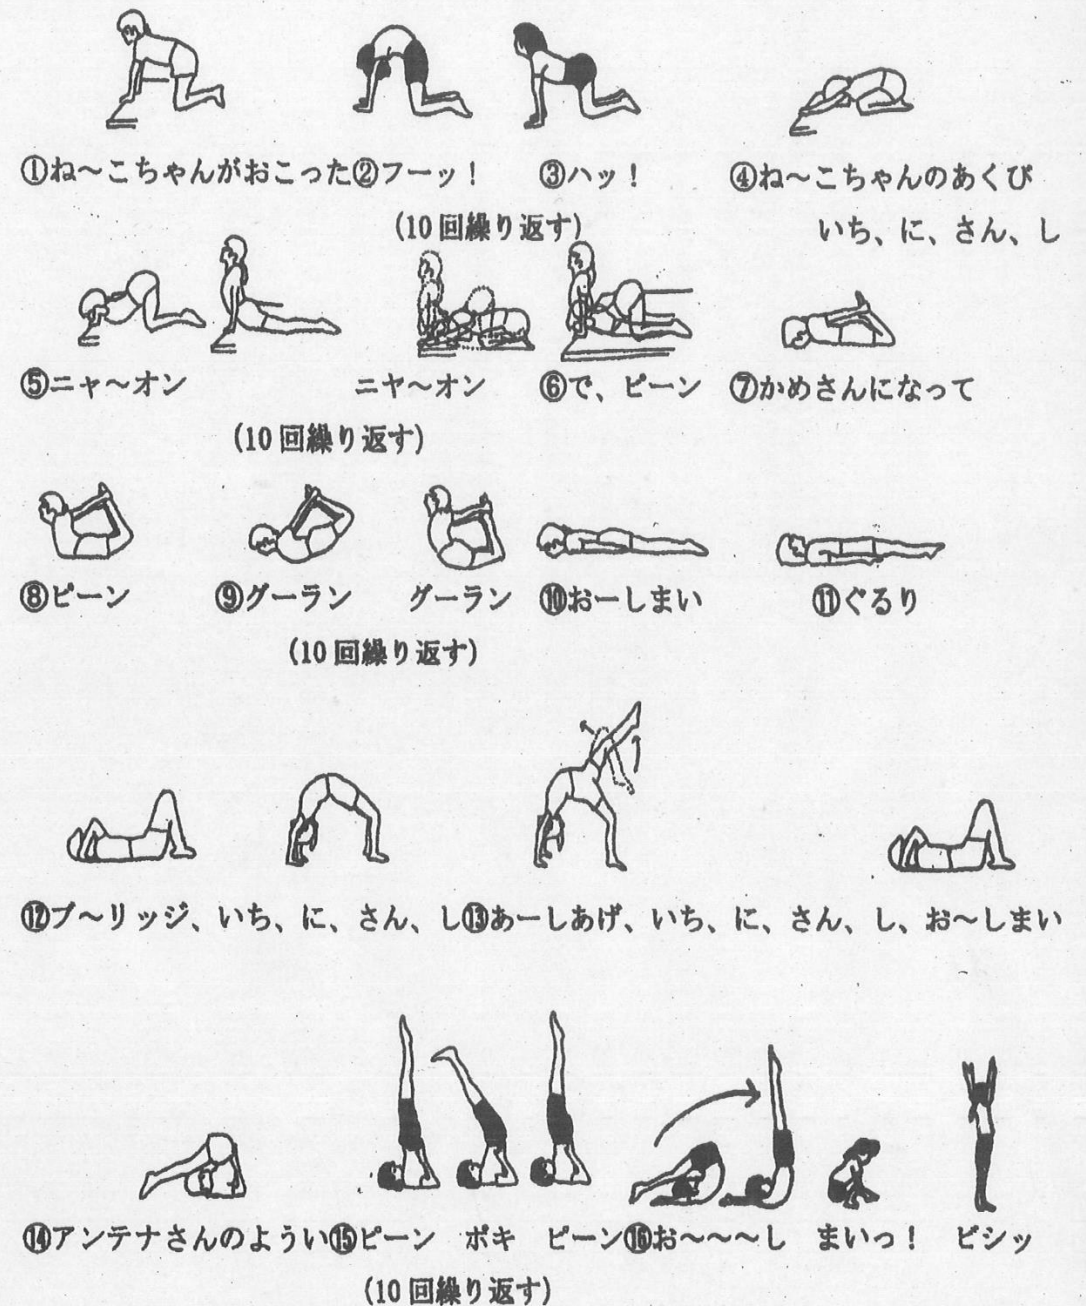 ①ね～こちゃんがおこった②フーッ！ ③ハッ！ ④ね～こちゃんのあくび
(10回繰り返す) いち、に、さん、し
⑤ニャ～オン ニヤ～オン ⑥で、ピーン ⑦かめさんになって
(10回繰り返す)
⑧ピーン ⑨グーラン グーラン ⑩おーしまい ⑪ぐるり
(10回繰り返す)
⑫ブ～リッジ、いち、に、さん、し⑬あーしあげ、いち、に、さん、し、お～しまい
⑭アンテナさんのようい⑮ピーン ポキ ピーン⑯お～～～し まいっ！ ビシッ
(10回繰り返す)